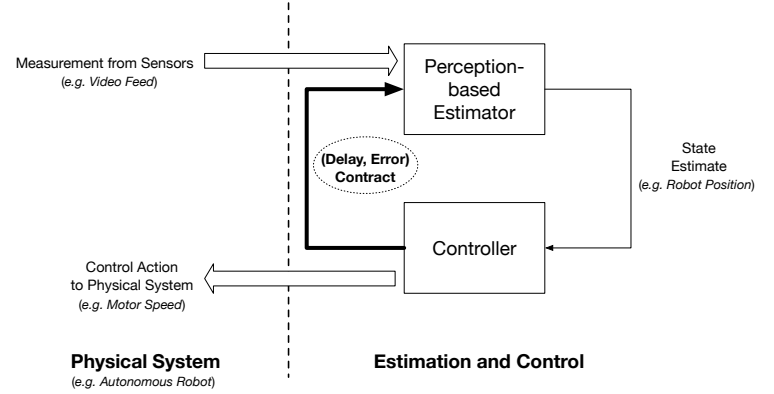 Measurement from Sensors
(e.g. Video Feed)
Perception-
based
Estimator
(Delay, Error)
Contract
State
Estimate
(e.g. Robot Position)
Controller
Control Action
to Physical System
(e.g. Motor Speed)
Physical System
(e.g. Autonomous Robot)
Estimation and Control